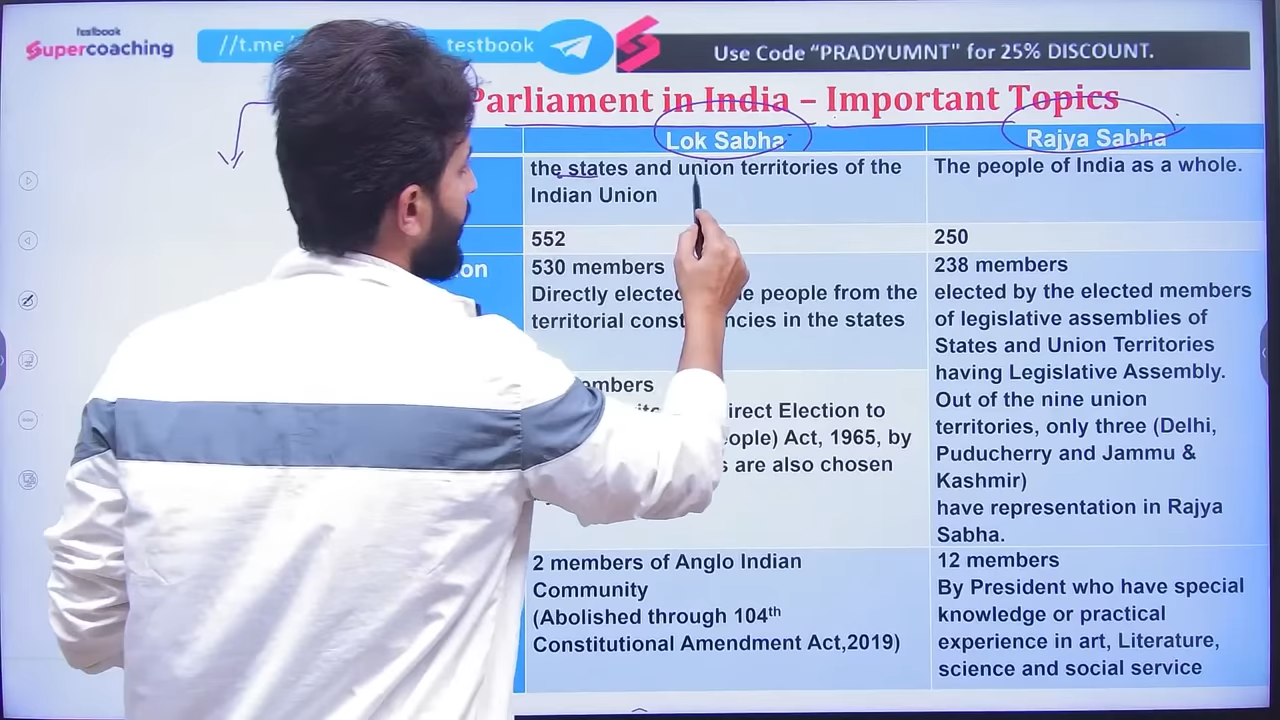 testbook
Supercoaching
//t.me/
testbook
Use Code “PRADYUMNT" for 25% DISCOUNT.
Parliament in India – Important Topics
Lok Sabha
Rajya Sabha
the states and union territories of the
Indian Union
The people of India as a whole.
552
250
on
530 members
Directly elected people from the
territorial in the states
238 members
elected by the elected members
of legislative assemblies of
States and Union Territories
having Legislative Assembly.
Out of the nine union
territories, only three (Delhi,
Puducherry and Jammu &
Kashmir)
have representation in Rajya
Sabha.
embers
irect Election to
eople) Act, 1965, by
s are also chosen
2 members of Anglo Indian
Community
(Abolished through 104th
Constitutional Amendment Act,2019)
12 members
By President who have special
knowledge or practical
experience in art, Literature,
science and social service